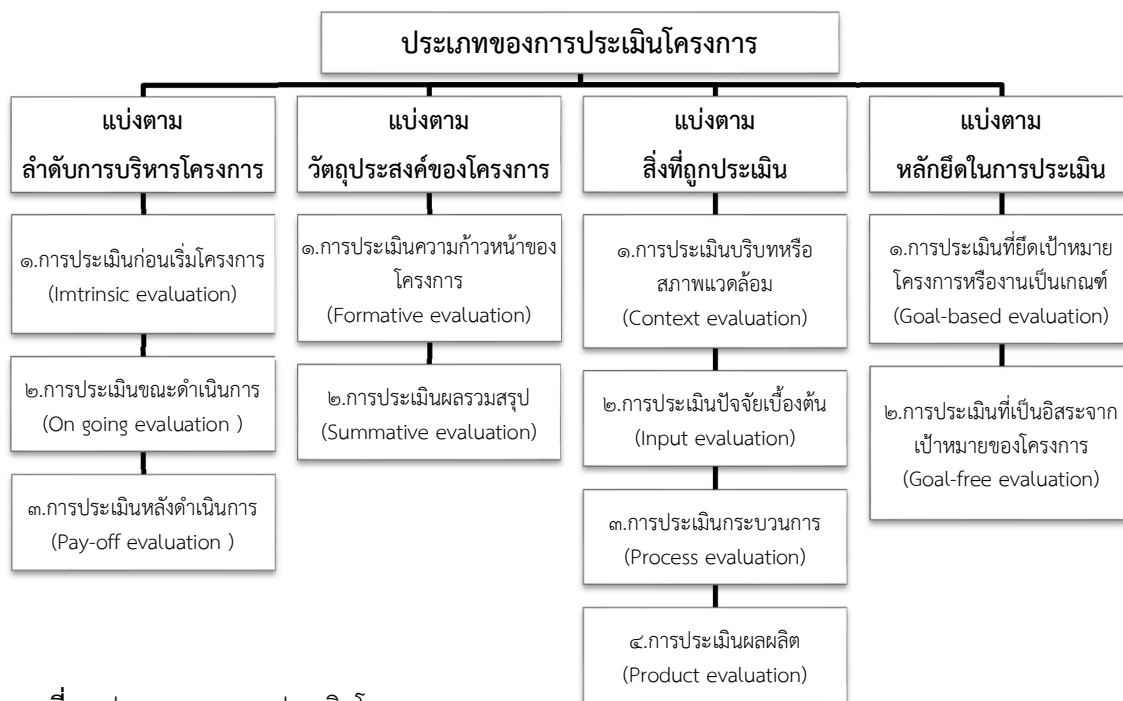 ประเภทของการประเมินโครงการ
แบ่งตาม
ลำดับการบริหารโครงการ
๑.การประเมินก่อนเริ่มโครงการ
(Imtrinsic evaluation)
๒.การประเมินขณะดำเนินการ
(On going evaluation )
๓.การประเมินหลังดำเนินการ
(Pay-off evaluation )
แบ่งตาม
วัตถุประสงค์ของโครงการ
๑.การประเมินความก้าวหน้าของ
โครงการ
(Formative evaluation)
๒.การประเมินผลรวมสรุป
(Summative evaluation)
แบ่งตาม
สิ่งที่ถูกประเมิน
๑.การประเมินบริบทหรือ
สภาพแวดล้อม
(Context evaluation)
๒.การประเมินปัจจัยเบื้องต้น
(Input evaluation)
๓.การประเมินกระบวนการ
(Process evaluation)
๔.การประเมินผลผลิต
(Product evaluation)
แบ่งตาม
หลักยึดในการประเมิน
๑.การประเมินที่ยึดเป้าหมาย
โครงการหรืองานเป็นเกณฑ์
(Goal-based evaluation)
๒.การประเมินที่เป็นอิสระจาก
เป้าหมายของโครงการ
(Goal-free evaluation)